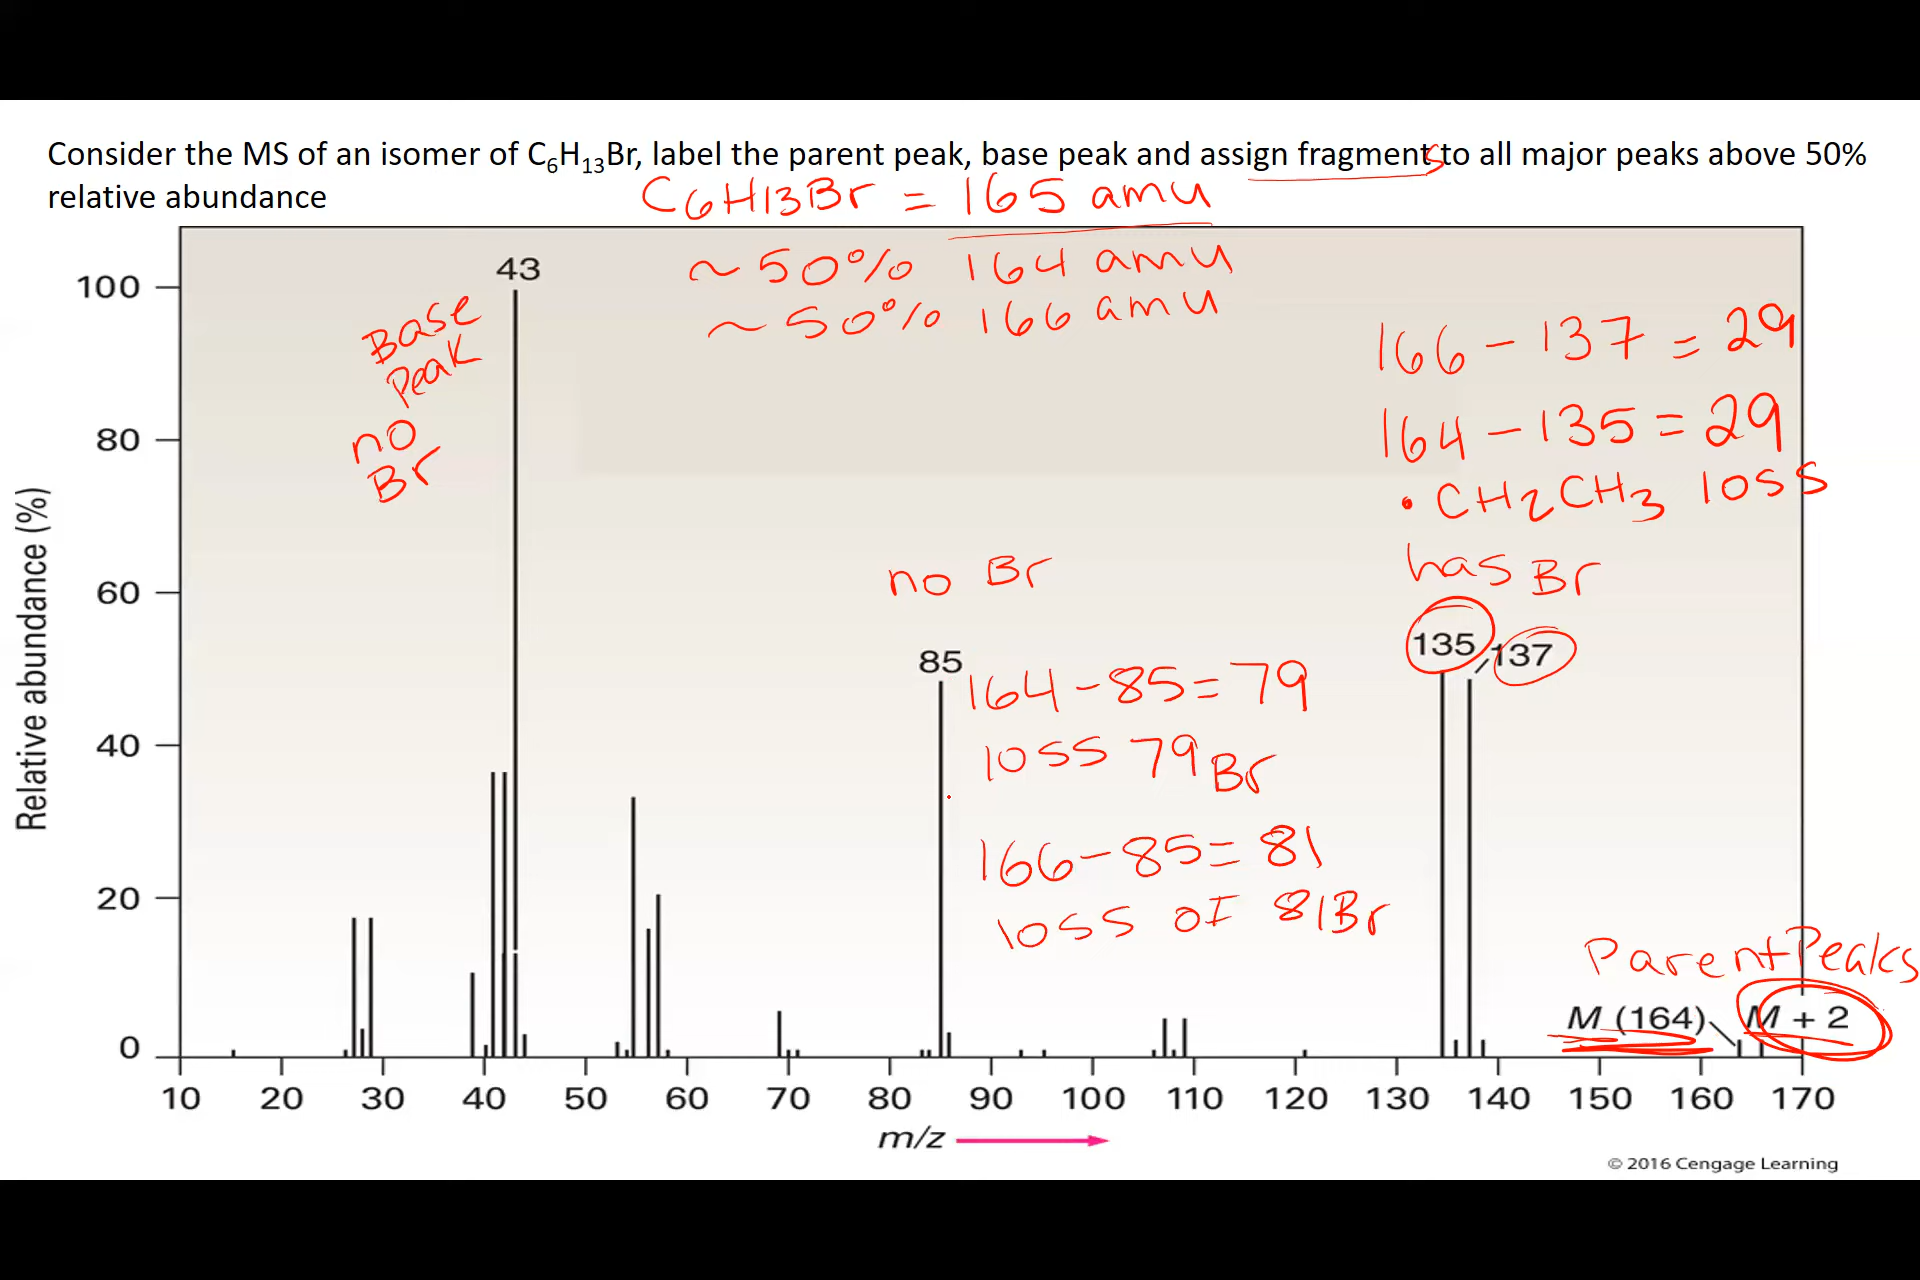 Consider the MS of an isomer of C6H13Br, label the parent peak, base peak and assign fragments to all major peaks above 50%
relative abundance
C6H13Br = 165 amu
~50% 164 amu
~50% 166 amu
43
Base
Peak
no
Br
166 - 137 = 29
164 - 135 = 29
• CH2CH3 loss
has Br
135
137
no Br
85
164 - 85 = 79
loss 79Br
166 - 85 = 81
loss of 81Br
Parent Peaks
M (164)
M + 2
Relative abundance (%)
100
80
60
40
20
0
10 20 30 40 50 60 70 80 90 100 110 120 130 140 150 160 170
m/z
© 2016 Cengage Learning